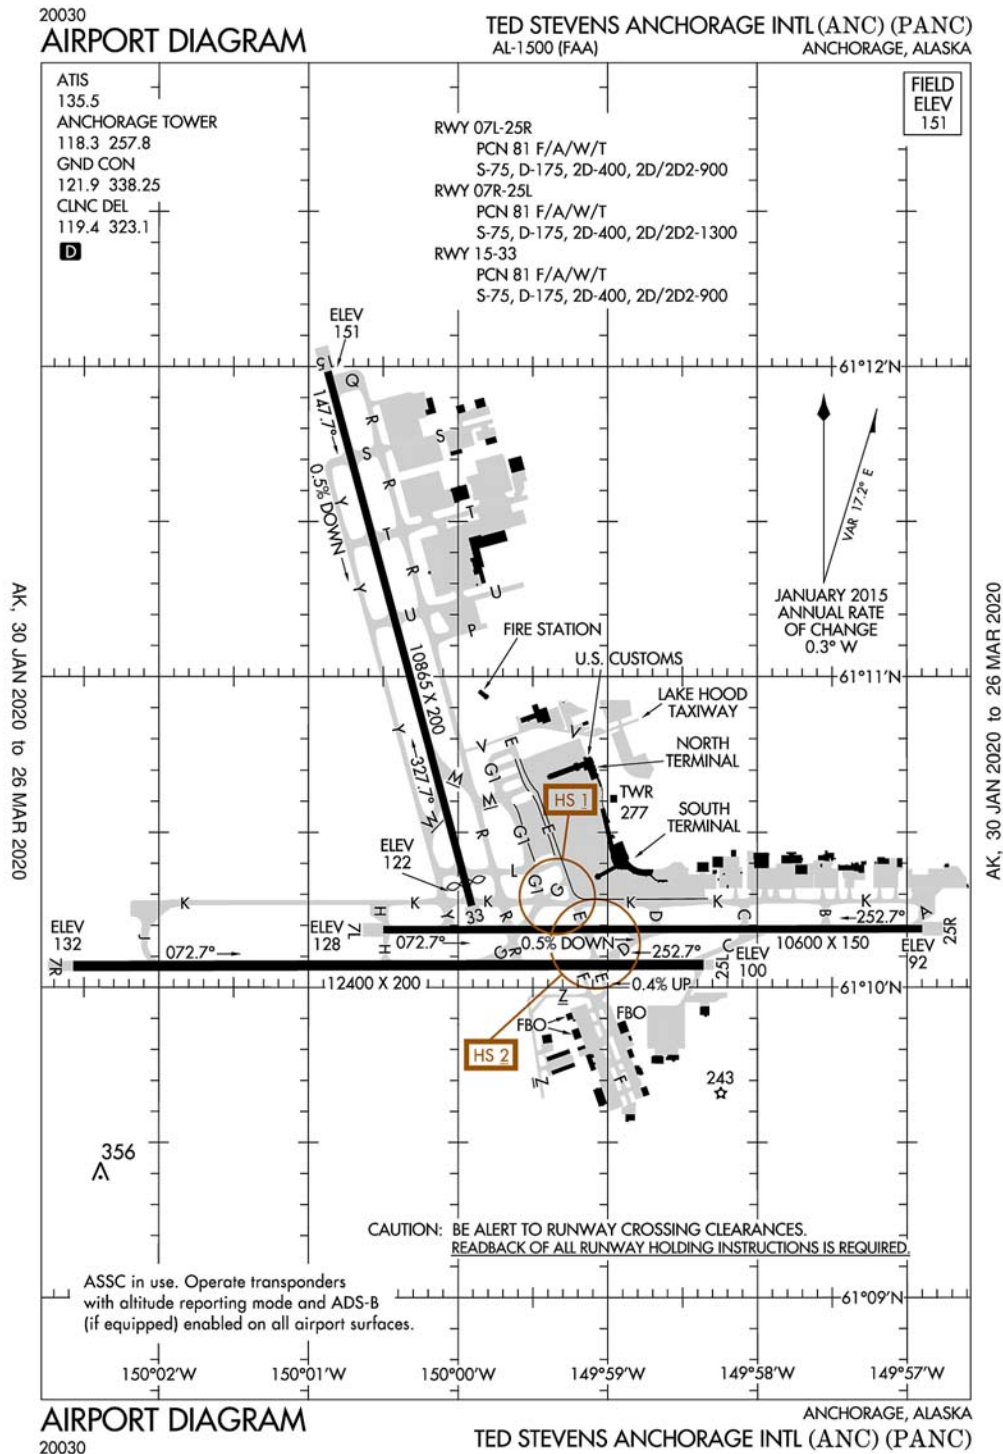 20030
AIRPORT DIAGRAM
TED STEVENS ANCHORAGE INTL (ANC) (PANC)
AL-1500 (FAA)
ANCHORAGE, ALASKA
ATIS
135.5
ANCHORAGE TOWER
118.3 257.8
GND CON
121.9 338.25
CLNC DEL
119.4 323.1
D
RWY 07L-25R
PCN 81 F/A/W/T
S-75, D-175, 2D-400, 2D/2D2-900
RWY 07R-25L
PCN 81 F/A/W/T
S-75, D-175, 2D-400, 2D/2D2-1300
RWY 15-33
PCN 81 F/A/W/T
S-75, D-175, 2D-400, 2D/2D2-900
FIELD
ELEV
151
ELEV
151
15
61°12'N
Q
147.7°
R
S
S
0.5% DOWN
R
Y
T
T
VAR 17.2° E
R
Y
U
U
P
JANUARY 2015
ANNUAL RATE
OF CHANGE
0.3° W
AK, 30 JAN 2020 to 26 MAR 2020
AK, 30 JAN 2020 to 26 MAR 2020
FIRE STATION
U.S. CUSTOMS
10865 X 200
61°11'N
LAKE HOOD
TAXIWAY
Y
V
E
V
NORTH
TERMINAL
G1
327.7°
M
M
HS 1
TWR
277
SOUTH
TERMINAL
M
R
G1
E
ELEV
122
L
G1
G
K
K
K
K
K
H
Y
33
R
E
D
C
B
252.7°
A
ELEV
132
J
ELEV
128
7L
072.7°
0.5% DOWN
10600 X 150
25R
ELEV
92
7R
072.7°
H
G
R
D
252.7°
C
25L
ELEV
100
12400 X 200
E
E
0.4% UP
61°10'N
Z
FBO
FBO
HS 2
Z
F
243
356
CAUTION: BE ALERT TO RUNWAY CROSSING CLEARANCES.
READBACK OF ALL RUNWAY HOLDING INSTRUCTIONS IS REQUIRED.
ASSC in use. Operate transponders
with altitude reporting mode and ADS-B
(if equipped) enabled on all airport surfaces.
61°09'N
150°02'W
150°01'W
150°00'W
149°59'W
149°58'W
149°57'W
AIRPORT DIAGRAM
20030
ANCHORAGE, ALASKA
TED STEVENS ANCHORAGE INTL (ANC) (PANC)